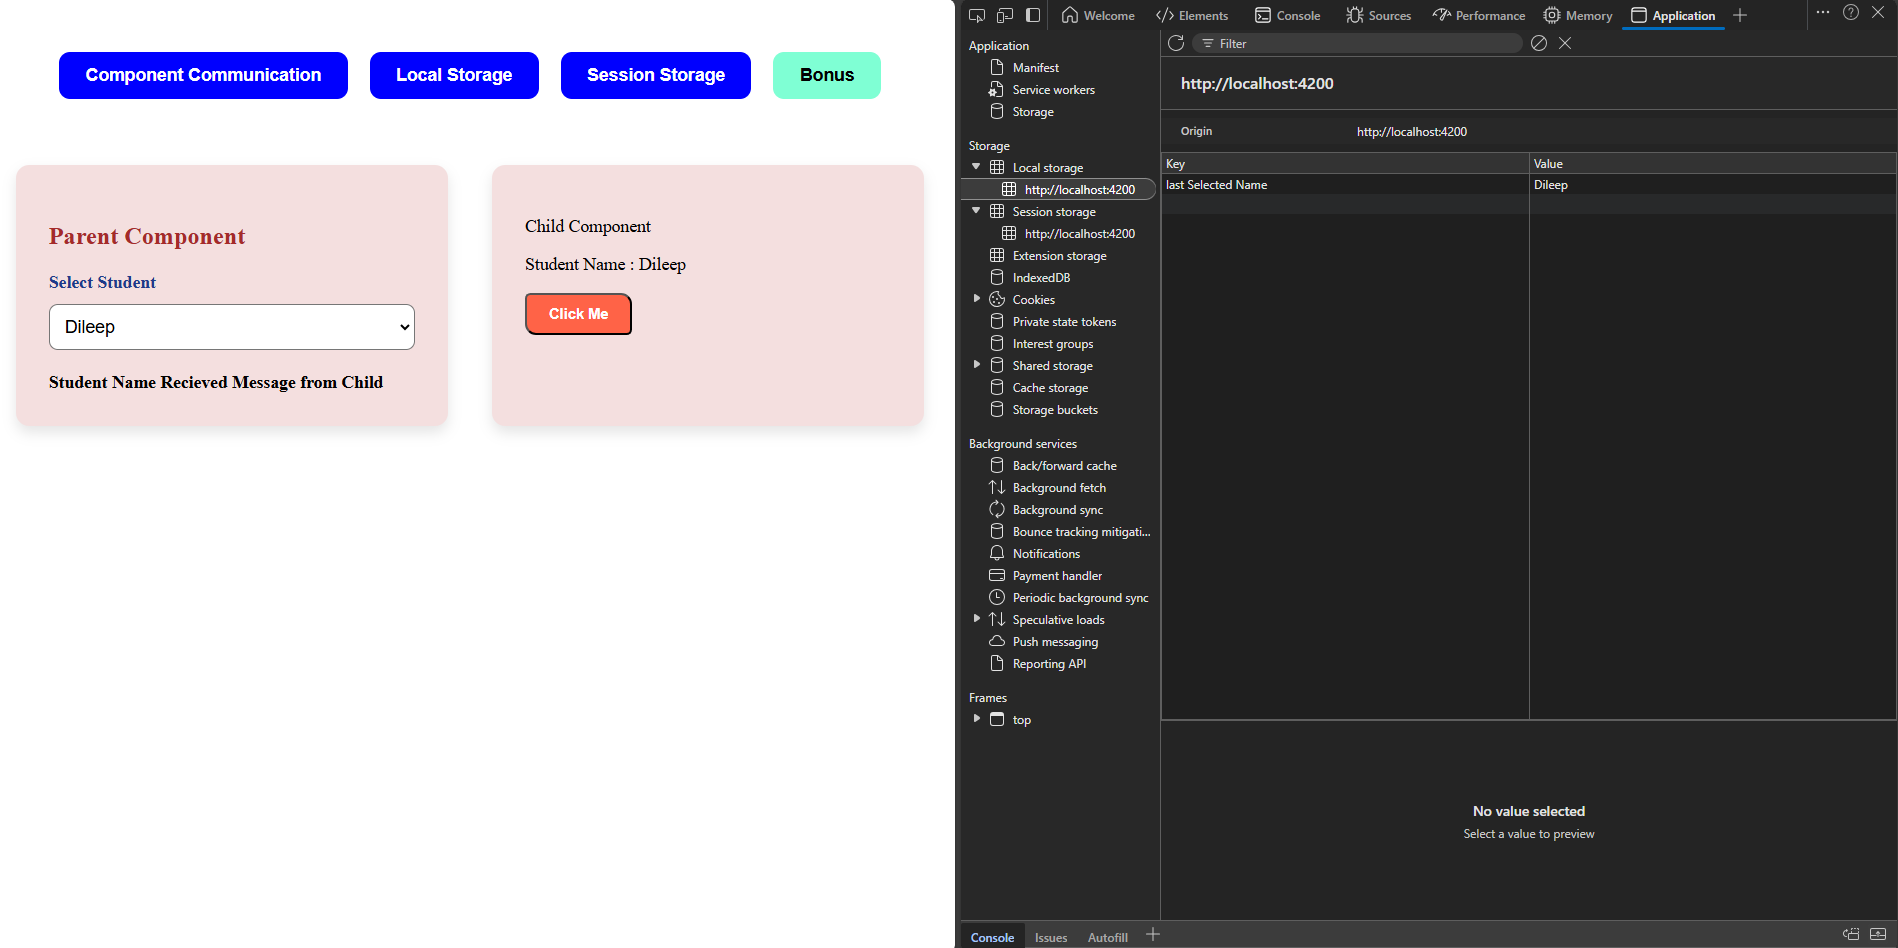 Component Communication
Local Storage
Session Storage
Bonus
Parent Component
Select Student
Dileep
Student Name Recieved Message from Child
Child Component
Student Name : Dileep
Click Me
Welcome
Elements
Console
Sources
Performance
Memory
Application
Application
Manifest
Service workers
Storage
Storage
Local storage
http://localhost:4200
Session storage
http://localhost:4200
Extension storage
IndexedDB
Cookies
Private state tokens
Interest groups
Shared storage
Cache storage
Storage buckets
Background services
Back/forward cache
Background fetch
Background sync
Bounce tracking mitigati...
Notifications
Payment handler
Periodic background sync
Speculative loads
Push messaging
Reporting API
Frames
top
Filter
http://localhost:4200
Origin http://localhost:4200
Key Value
last Selected Name Dileep
No value selected
Select a value to preview
Console
Issues
Autofill